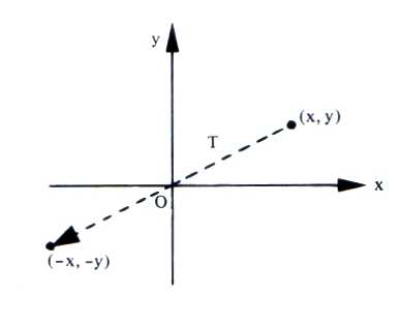 y
(x, y)
T
x
O
(-x, -y)